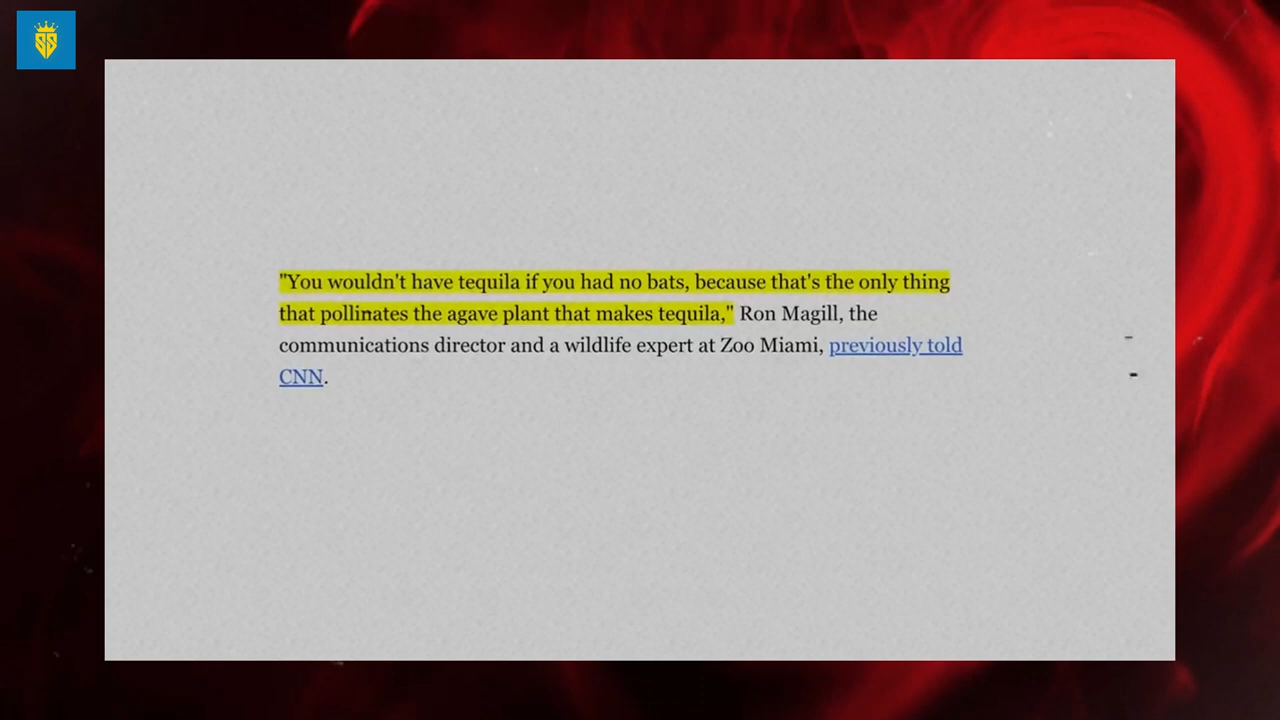 "You wouldn't have tequila if you had no bats, because that's the only thing
that pollinates the agave plant that makes tequila," Ron Magill, the
communications director and a wildlife expert at Zoo Miami, previously told
CNN.